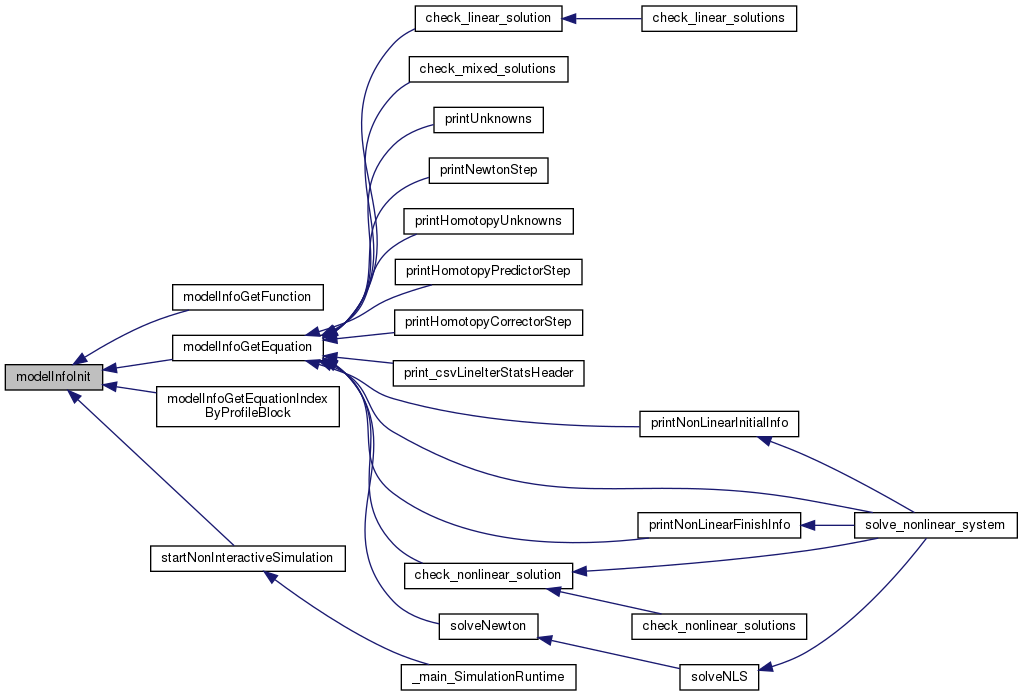 check_linear_solution
check_linear_solutions
check_mixed_solutions
printUnknowns
printNewtonStep
printHomotopyUnknowns
printHomotopyPredictorStep
modelInfoGetFunction
printHomotopyCorrectorStep
modelInfoGetEquation
modelInfoInit
print_csvLineIterStatsHeader
modelInfoGetEquationIndex
ByProfileBlock
printNonLinearInitialInfo
printNonLinearFinishInfo
solve_nonlinear_system
startNonInteractiveSimulation
check_nonlinear_solution
solveNewton
check_nonlinear_solutions
_main_SimulationRuntime
solveNLS